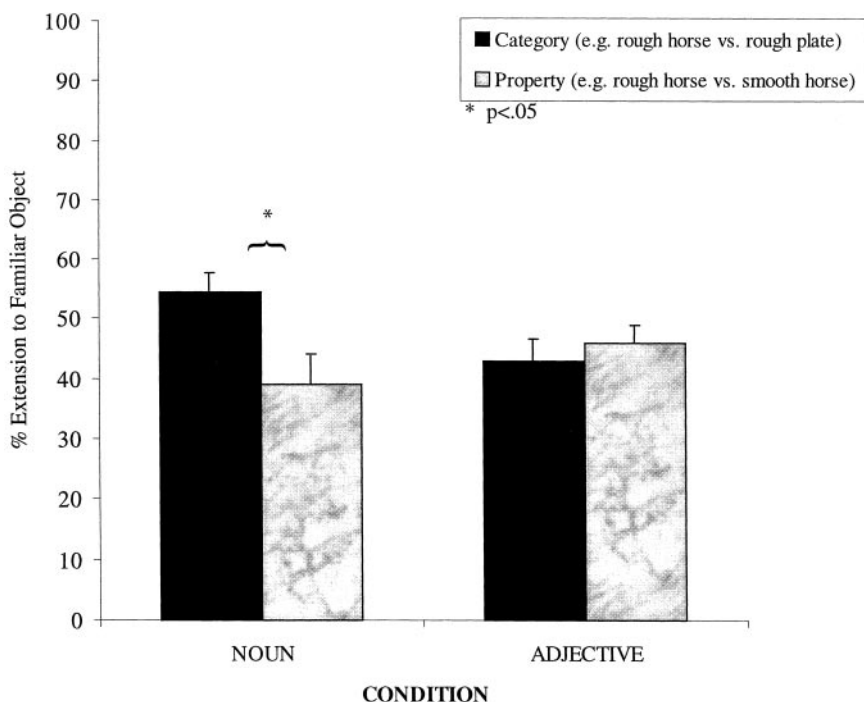 100
90
80
70
60
50
40
30
20
10
0
% Extension to Familiar Object
Category (e.g. rough horse vs. rough plate)
Property (e.g. rough horse vs. smooth horse)
* p<.05
*
NOUN
ADJECTIVE
CONDITION